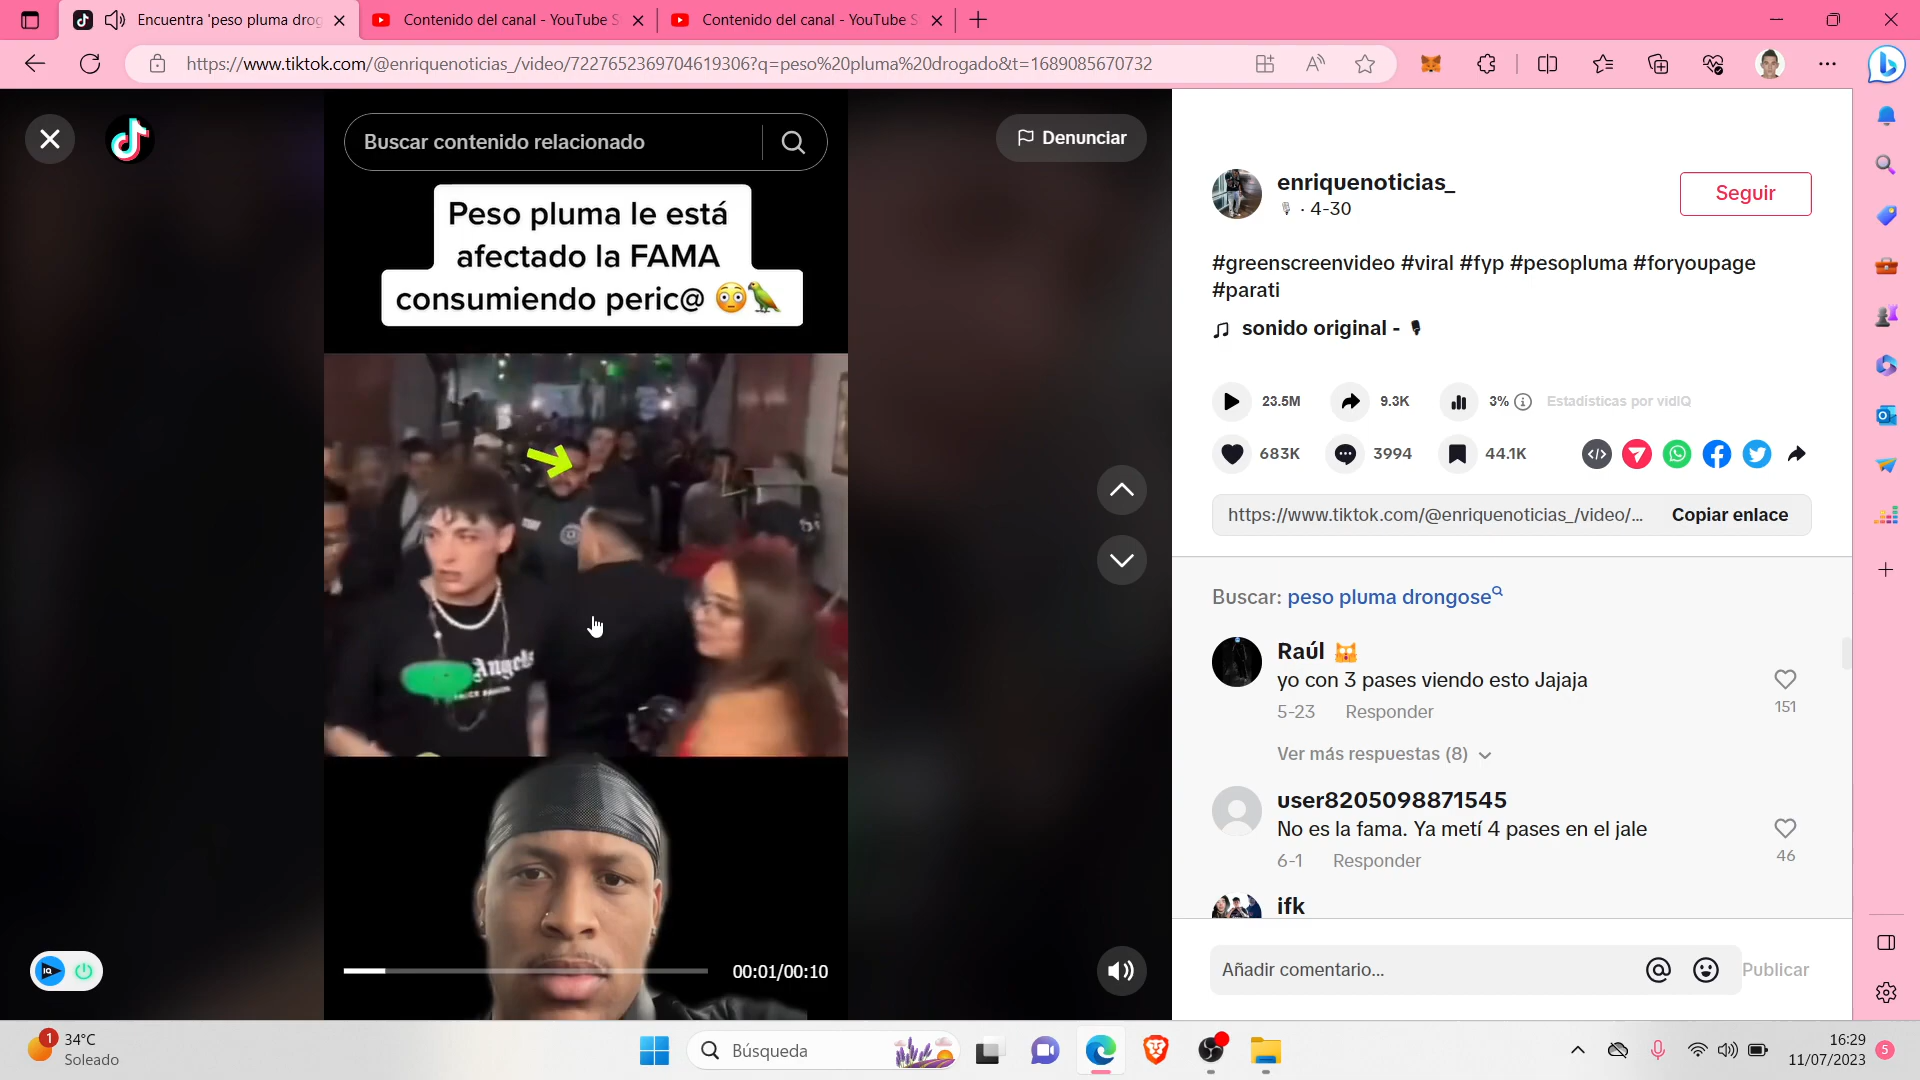 Encuentra 'peso pluma drog
Contenido del canal - YouTube S
Contenido del canal - YouTube S
https://www.tiktok.com/@enriquenoticias_/video/7227652369704619306?q=peso%20pluma%20drogado&t=1689085670732
Buscar contenido relacionado
Denunciar
Peso pluma le está
afectado la FAMA
consumiendo peric@ 😳🦜
Angels
00:01/00:10
enriquenoticias_
🎙 · 4-30
Seguir
#greenscreenvideo #viral #fyp #pesopluma #foryoupage
#parati
sonido original - 🎙
23.5M
9.3K
3%
Estadísticas por vidIQ
683K
3994
44.1K
https://www.tiktok.com/@enriquenoticias_/video/...
Copiar enlace
Buscar: peso pluma drongose
Raúl 🙀
yo con 3 pases viendo esto Jajaja
5-23 Responder
151
Ver más respuestas (8)
user8205098871545
No es la fama. Ya metí 4 pases en el jale
6-1 Responder
46
ifk
Añadir comentario...
Publicar
IQ
1
34°C
Soleado
Búsqueda
16:29
11/07/2023
5